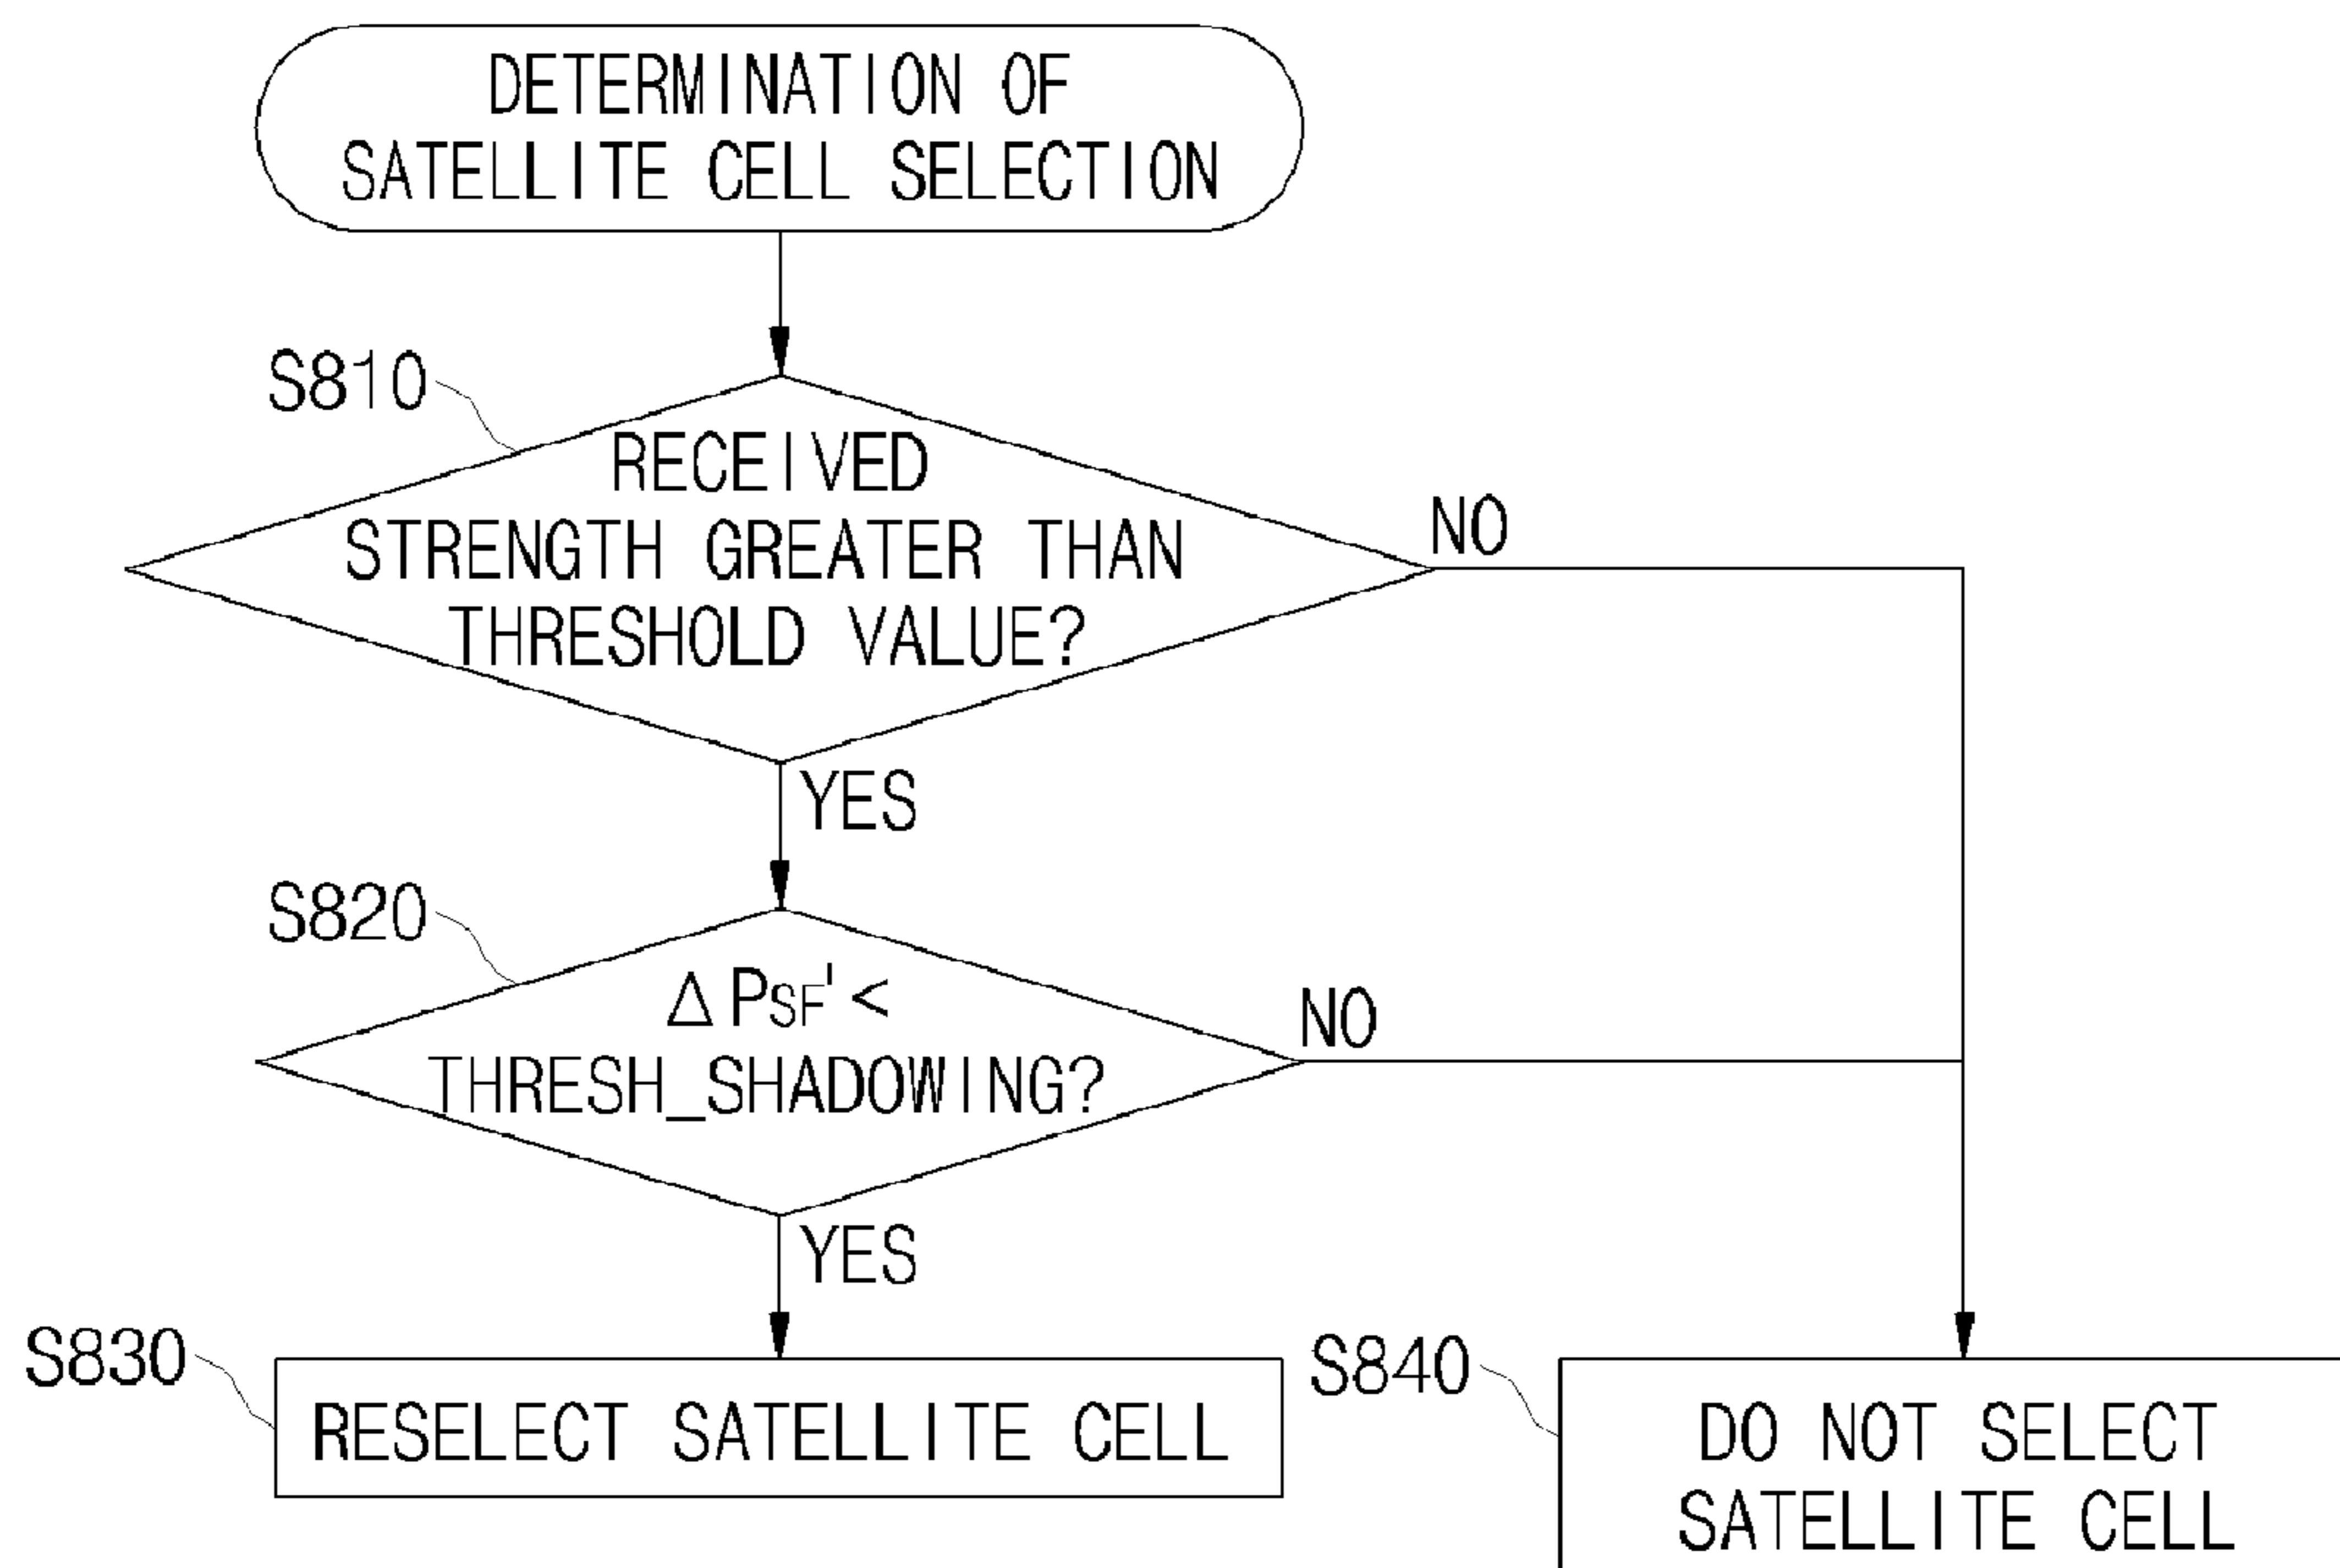 DETERMINATION OF
SATELLITE CELL SELECTION
S810
RECEIVED
STRENGTH GREATER THAN
THRESHOLD VALUE?
NO
YES
S820
ΔPSF'<
THRESH_SHADOWING?
NO
YES
S830
RESELECT SATELLITE CELL
S840
DO NOT SELECT
SATELLITE CELL